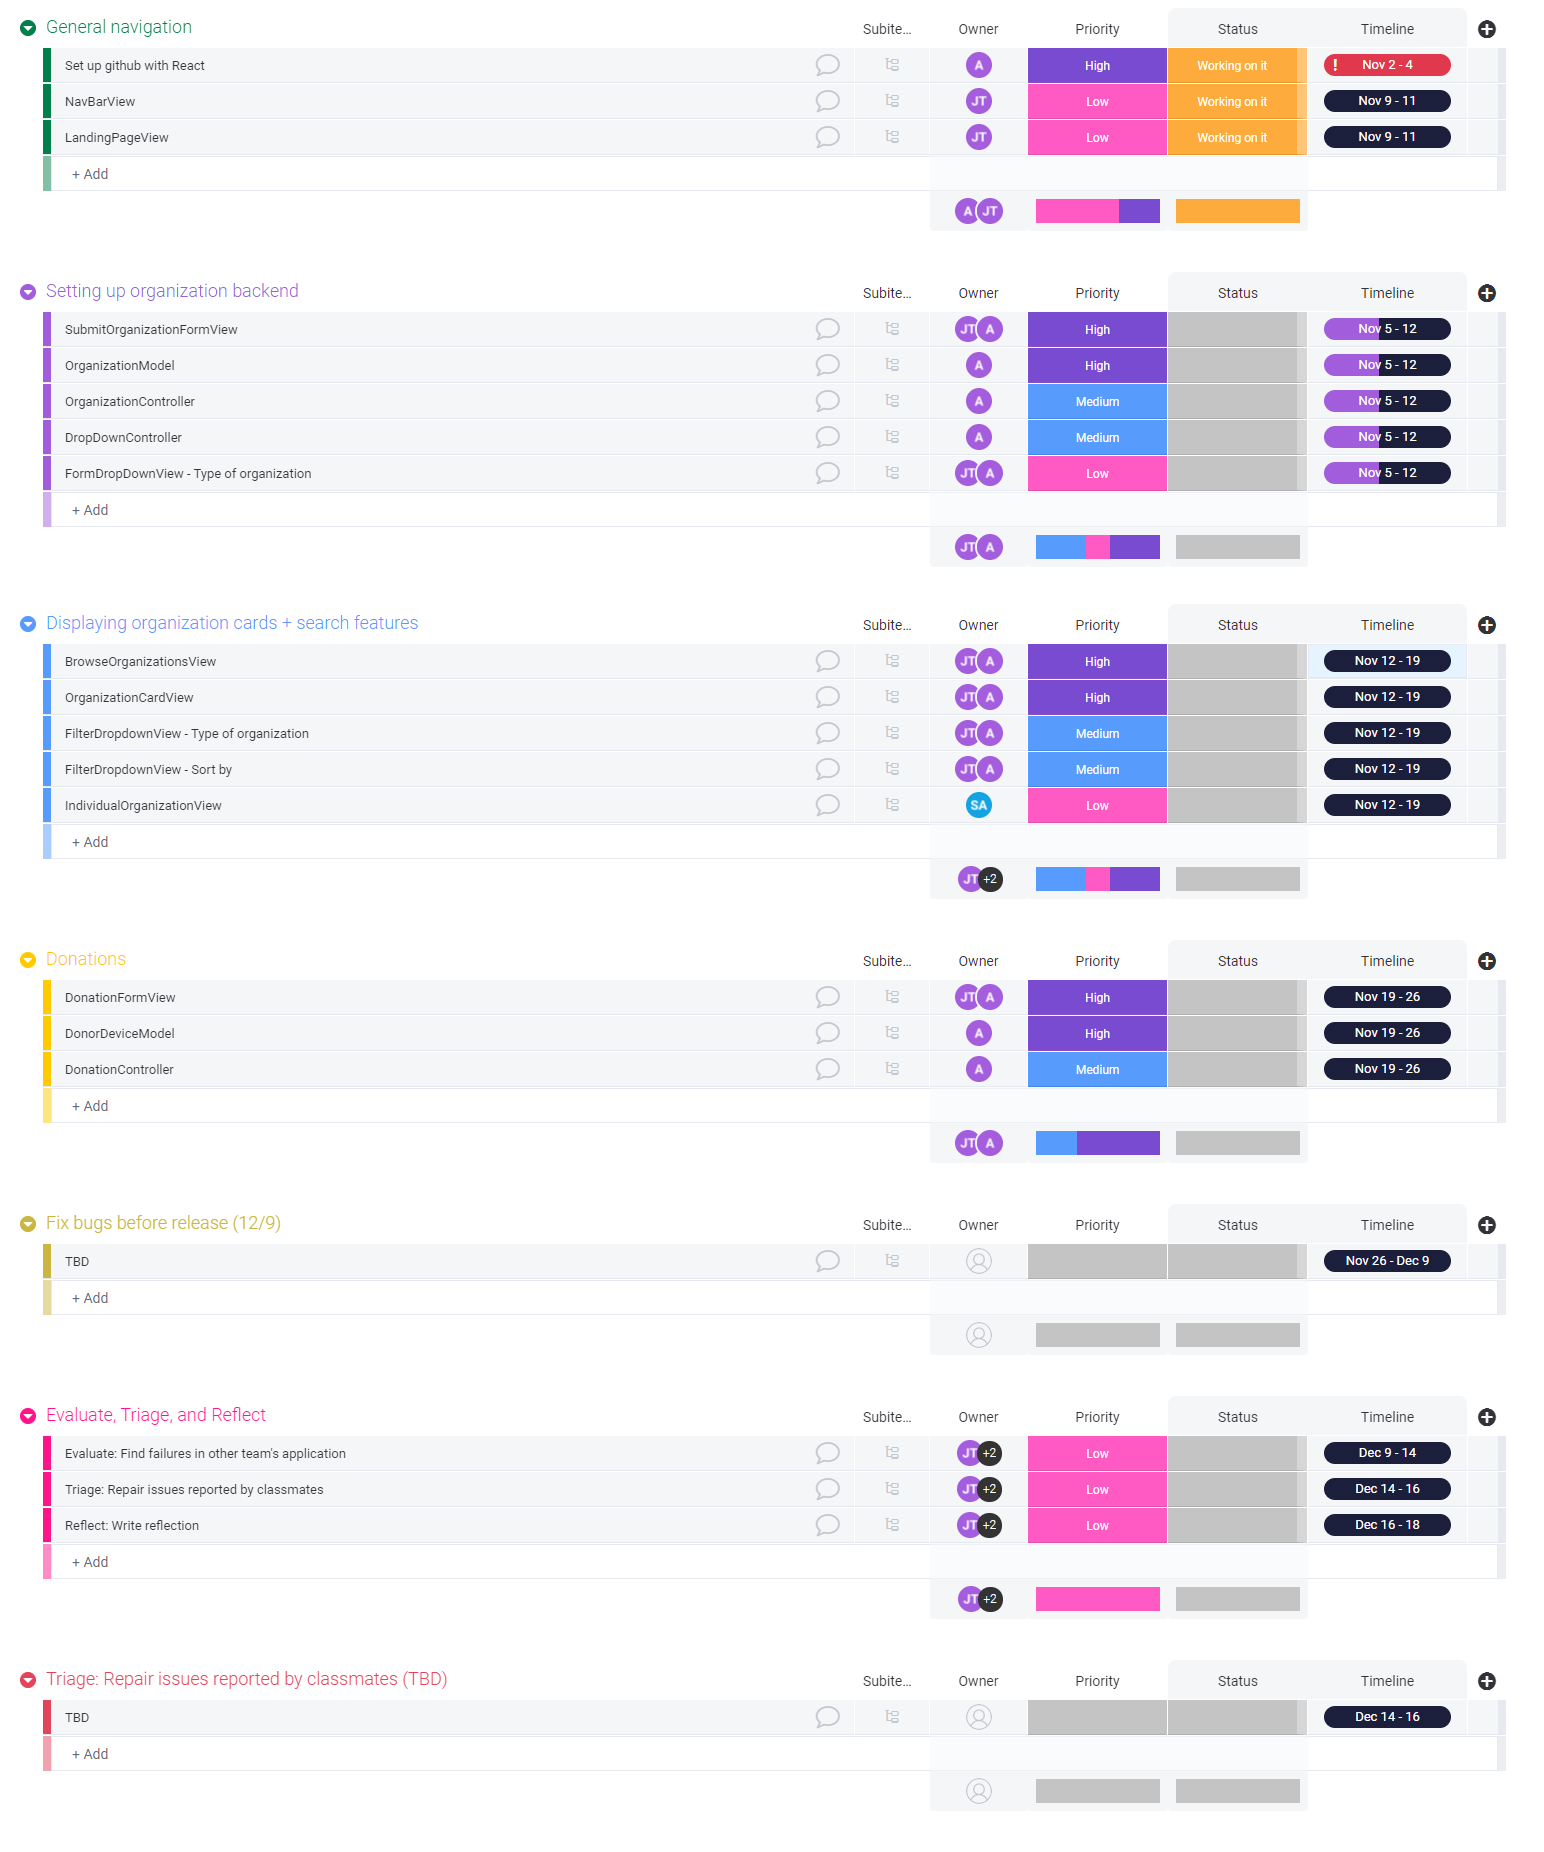 General navigation Subite... Owner Priority Status Timeline
Set up github with React A High Working on it ! Nov 2 - 4
NavBarView JT Low Working on it Nov 9 - 11
LandingPageView JT Low Working on it Nov 9 - 11
+ Add
A JT
Setting up organization backend Subite... Owner Priority Status Timeline
SubmitOrganizationFormView JT A High Nov 5 - 12
OrganizationModel A High Nov 5 - 12
OrganizationController A Medium Nov 5 - 12
DropDownController A Medium Nov 5 - 12
FormDropDownView - Type of organization JT A Low Nov 5 - 12
+ Add
JT A
Displaying organization cards + search features Subite... Owner Priority Status Timeline
BrowseOrganizationsView JT A High Nov 12 - 19
OrganizationCardView JT A High Nov 12 - 19
FilterDropdownView - Type of organization JT A Medium Nov 12 - 19
FilterDropdownView - Sort by JT A Medium Nov 12 - 19
IndividualOrganizationView SA Low Nov 12 - 19
+ Add
JT +2
Donations Subite... Owner Priority Status Timeline
DonationFormView JT A High Nov 19 - 26
DonorDeviceModel A High Nov 19 - 26
DonationController A Medium Nov 19 - 26
+ Add
JT A
Fix bugs before release (12/9) Subite... Owner Priority Status Timeline
TBD Nov 26 - Dec 9
+ Add
Evaluate, Triage, and Reflect Subite... Owner Priority Status Timeline
Evaluate: Find failures in other team's application JT +2 Low Dec 9 - 14
Triage: Repair issues reported by classmates JT +2 Low Dec 14 - 16
Reflect: Write reflection JT +2 Low Dec 16 - 18
+ Add
JT +2
Triage: Repair issues reported by classmates (TBD) Subite... Owner Priority Status Timeline
TBD Dec 14 - 16
+ Add